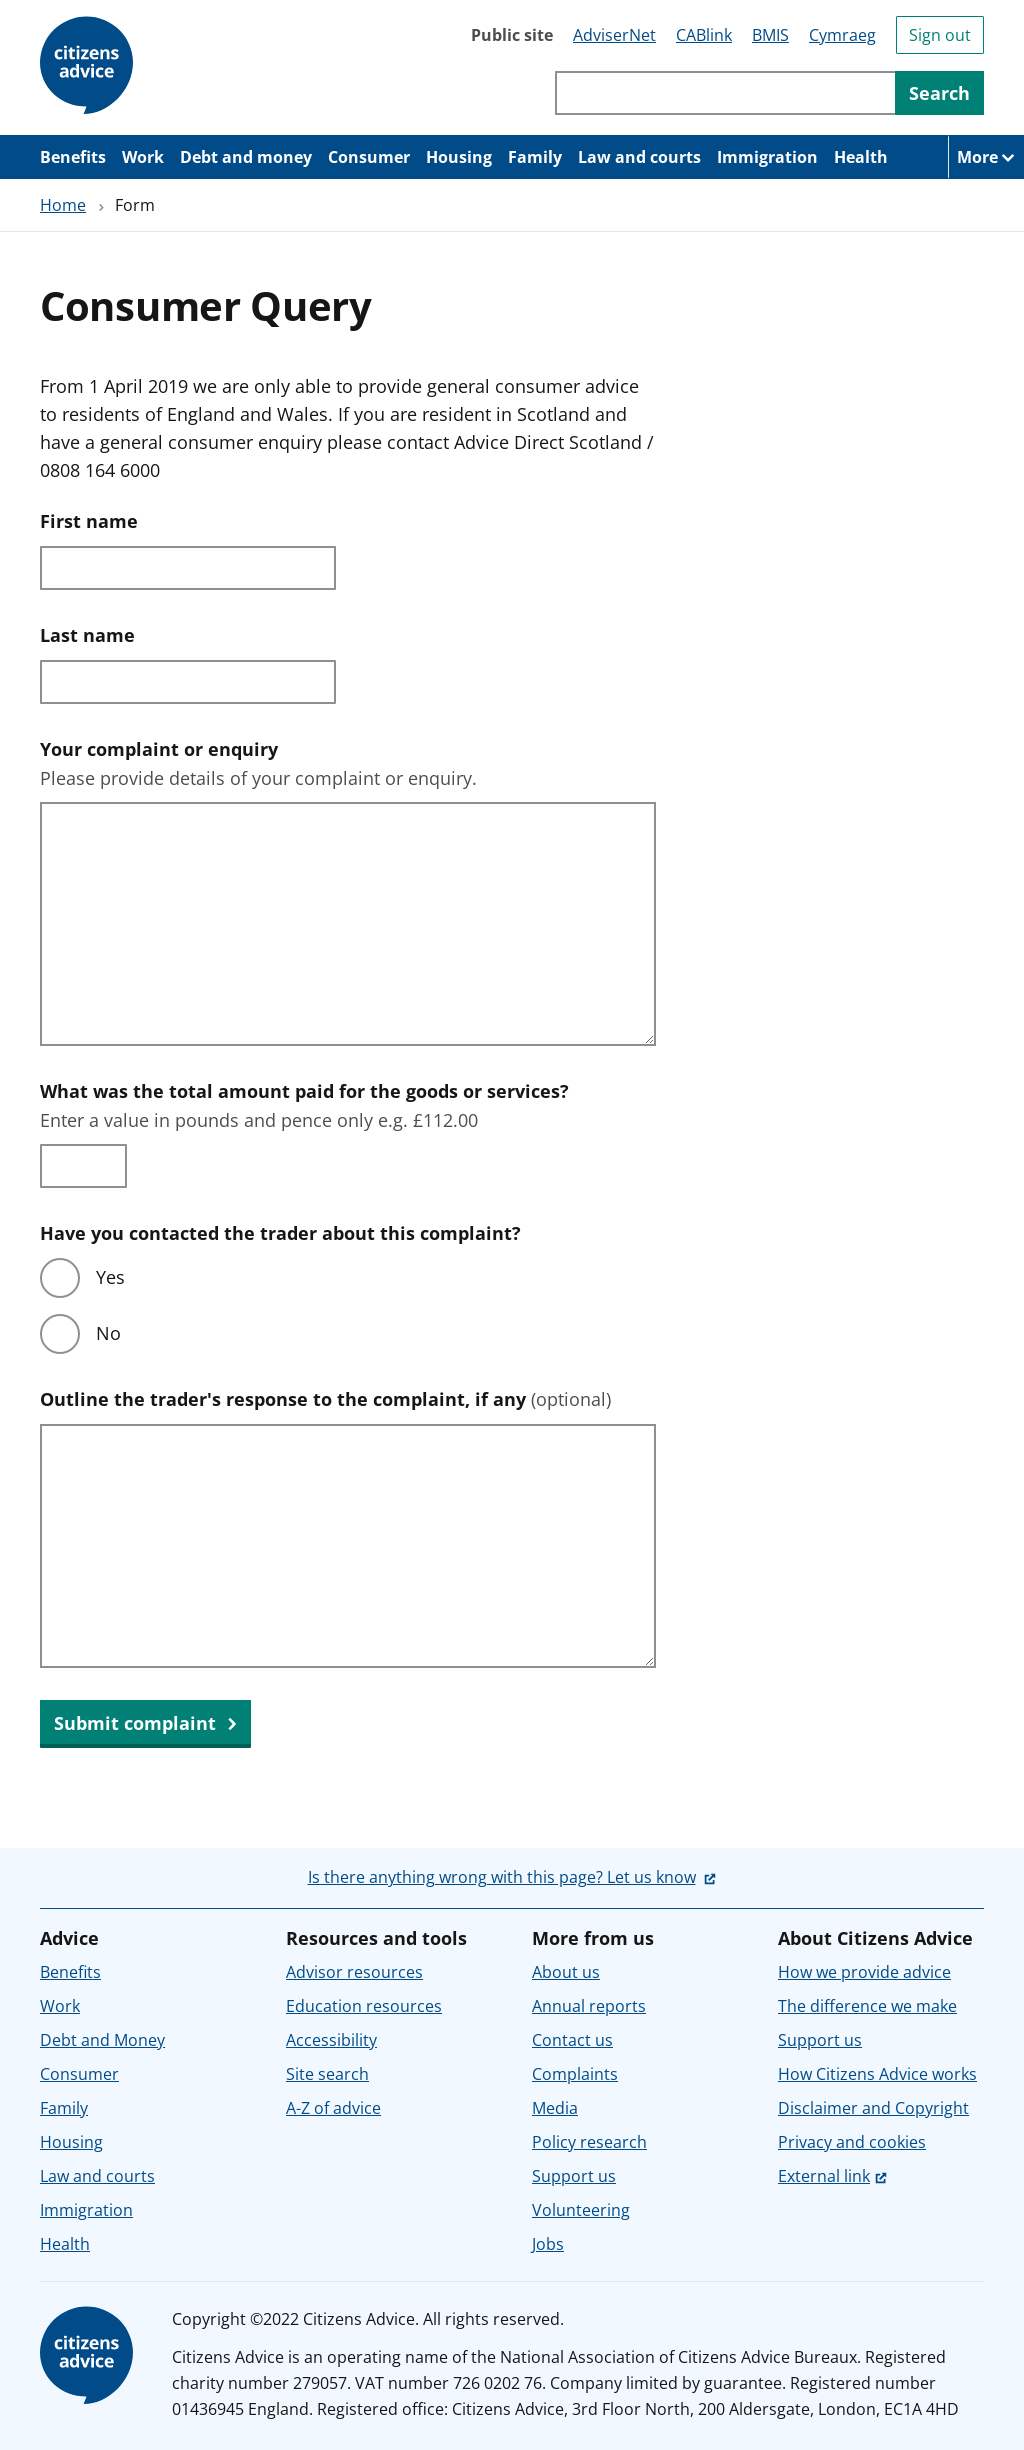 citizens
advice
Public site AdviserNet CABlink BMIS Cymraeg Sign out
Search
Benefits Work Debt and money Consumer Housing Family Law and courts Immigration Health More
Home › Form
Consumer Query
From 1 April 2019 we are only able to provide general consumer advice
to residents of England and Wales. If you are resident in Scotland and
have a general consumer enquiry please contact Advice Direct Scotland /
0808 164 6000
First name
Last name
Your complaint or enquiry
Please provide details of your complaint or enquiry.
What was the total amount paid for the goods or services?
Enter a value in pounds and pence only e.g. £112.00
Have you contacted the trader about this complaint?
Yes
No
Outline the trader's response to the complaint, if any (optional)
Submit complaint
Is there anything wrong with this page? Let us know
Advice
Benefits
Work
Debt and Money
Consumer
Family
Housing
Law and courts
Immigration
Health
Resources and tools
Advisor resources
Education resources
Accessibility
Site search
A-Z of advice
More from us
About us
Annual reports
Contact us
Complaints
Media
Policy research
Support us
Volunteering
Jobs
About Citizens Advice
How we provide advice
The difference we make
Support us
How Citizens Advice works
Disclaimer and Copyright
Privacy and cookies
External link
citizens
advice
Copyright ©2022 Citizens Advice. All rights reserved.
Citizens Advice is an operating name of the National Association of Citizens Advice Bureaux. Registered
charity number 279057. VAT number 726 0202 76. Company limited by guarantee. Registered number
01436945 England. Registered office: Citizens Advice, 3rd Floor North, 200 Aldersgate, London, EC1A 4HD